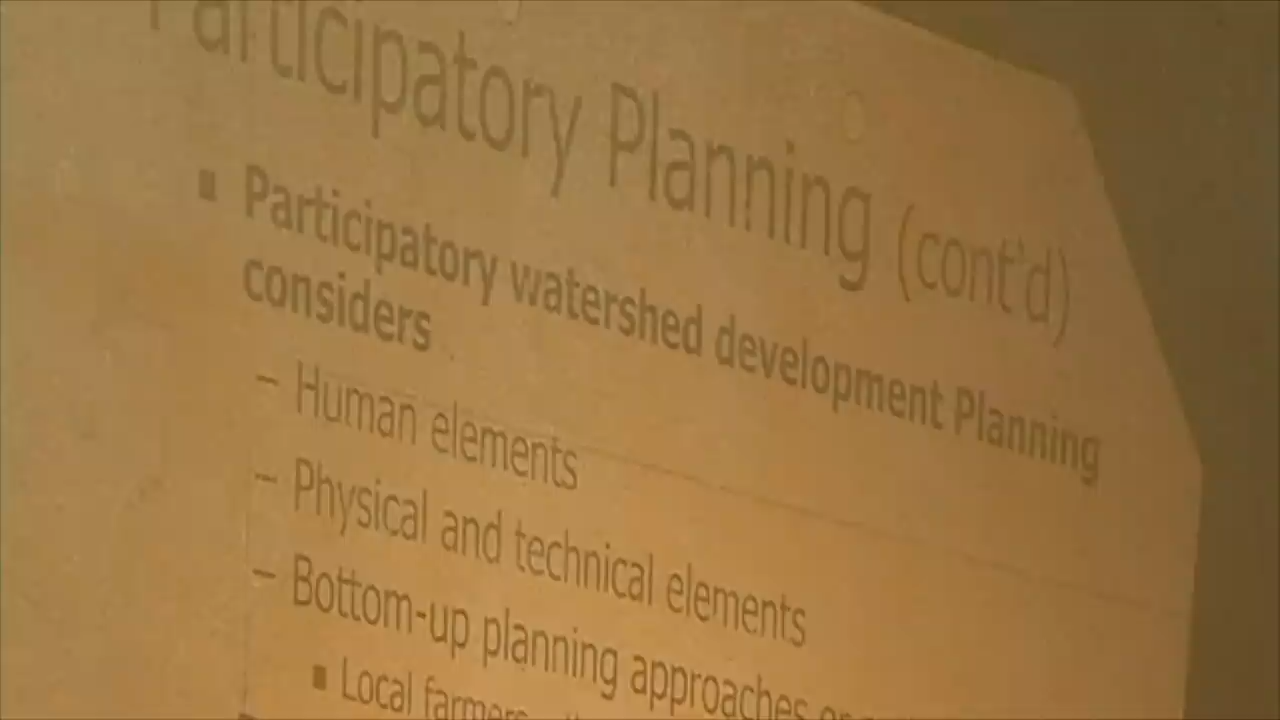 Participatory Planning (cont'd)
▪ Participatory watershed development Planning
considers
– Human elements
– Physical and technical elements
– Bottom-up planning approaches
▪ Local farmers